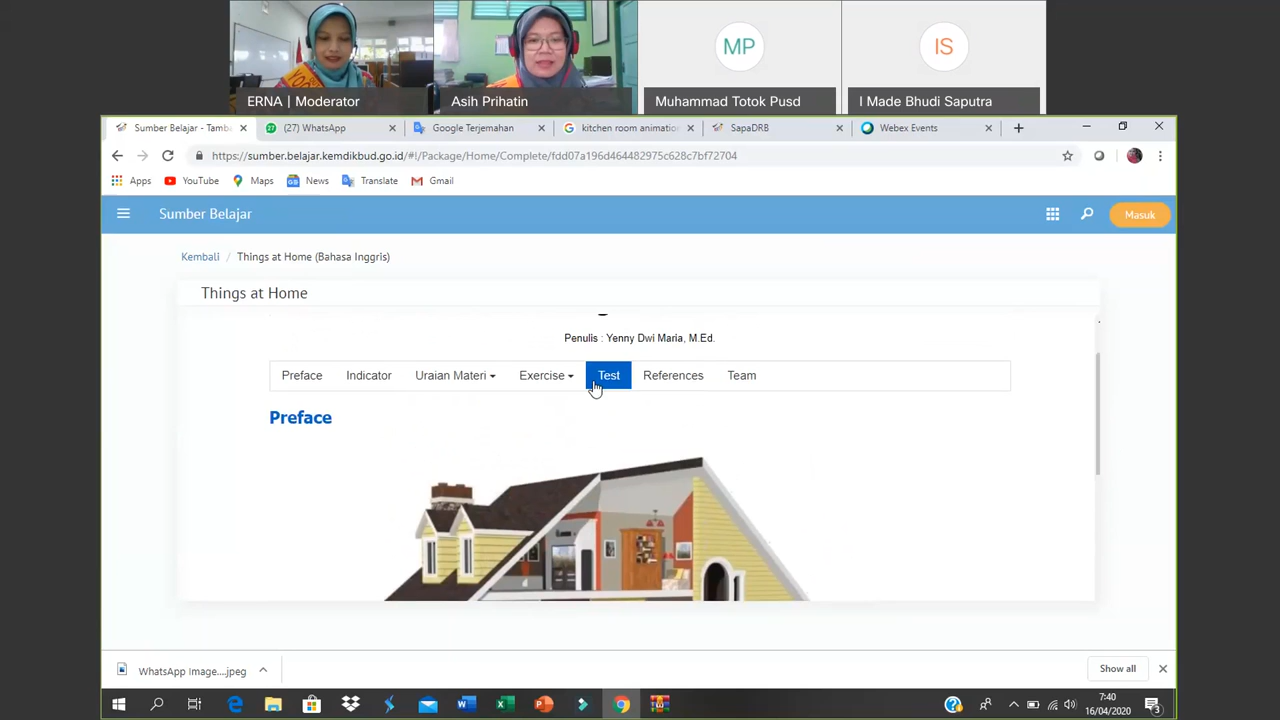 MP
IS
ERNA | Moderator
Asih Prihatin
Muhammad Totok Pusd
I Made Bhudi Saputra
Sumber Belajar - Tamba
(27) WhatsApp
Google Terjemahan
kitchen room animatio
SapaDRB
Webex Events
https://sumber.belajar.kemdikbud.go.id/#!/Package/Home/Complete/fdd07a196d464482975c628c7bf72704
Apps
YouTube
Maps
News
Translate
Gmail
Sumber Belajar
Masuk
Kembali / Things at Home (Bahasa Inggris)
Things at Home
Penulis : Yenny Dwi Maria, M.Ed.
Preface
Indicator
Uraian Materi
Exercise
Test
References
Team
Preface
WhatsApp Image....jpeg
Show all
7:40
16/04/2020
3